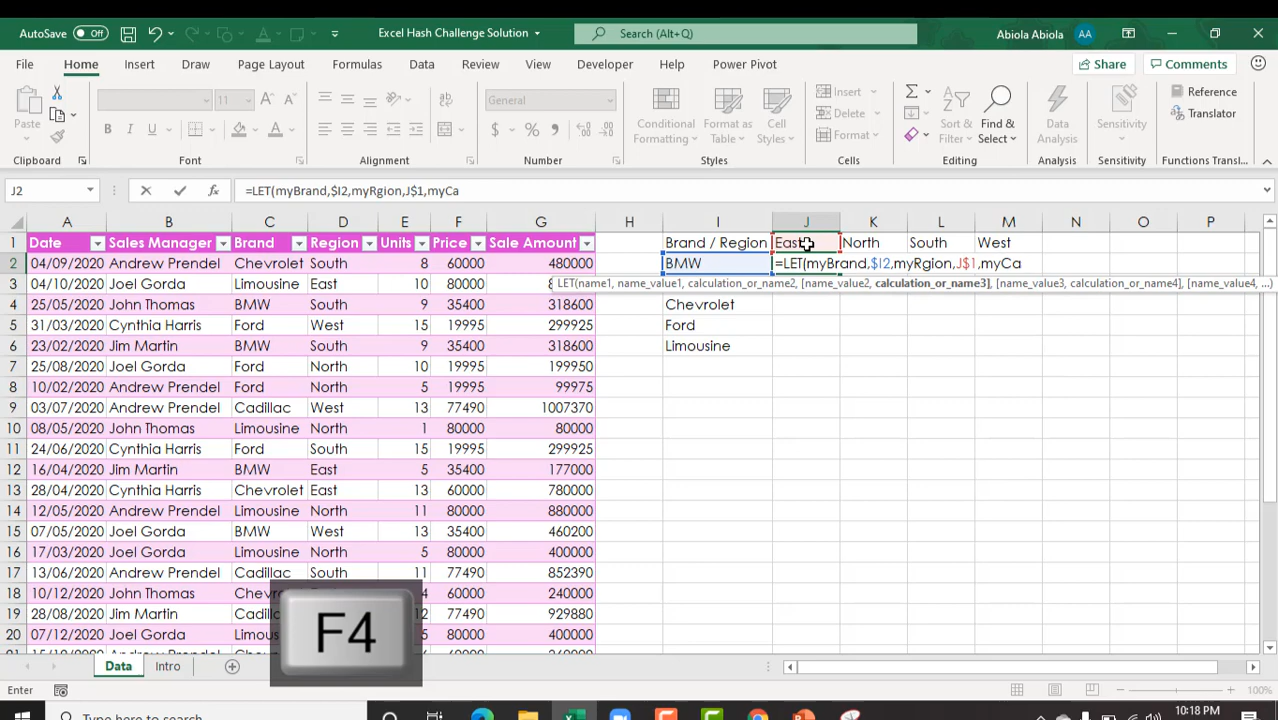 AutoSave Off Excel Hash Challenge Solution Search (Alt+Q) Abiola Abiola AA
File Home Insert Draw Page Layout Formulas Data Review View Developer Help Power Pivot Share Comments
11 General Insert Reference
Paste Conditional Format as Cell Delete Sort & Find & Data Sensitivity Translator
B I U Formatting Table Styles Format Filter Select Analysis
Clipboard Font Alignment Number Styles Cells Editing Analysis Sensitivity Functions Transl...
J2 fx =LET(myBrand,$I2,myRgion,J$1,myCa
A B C D E F G H I J K L M N O P
1 Date Sales Manager Brand Region Units Price Sale Amount Brand / Region East North South West
2 04/09/2020 Andrew Prendel Chevrolet South 8 60000 480000 BMW =LET(myBrand,$I2,myRgion,J$1,myCa
3 04/10/2020 Joel Gorda Limousine East 10 80000 LET(name1, name_value1, calculation_or_name2, [name_value2, calculation_or_name3], [name_value3, calculation_or_name4], [name_value4, ...)
4 25/05/2020 John Thomas BMW South 9 35400 318600 Chevrolet
5 31/03/2020 Cynthia Harris Ford West 15 19995 299925 Ford
6 23/02/2020 Jim Martin BMW South 9 35400 318600 Limousine
7 25/08/2020 Joel Gorda Ford North 10 19995 199950
8 10/02/2020 Andrew Prendel Ford North 5 19995 99975
9 03/07/2020 Andrew Prendel Cadillac West 13 77490 1007370
10 08/05/2020 John Thomas Limousine North 1 80000 80000
11 24/06/2020 Cynthia Harris Ford South 15 19995 299925
12 16/04/2020 Jim Martin BMW East 5 35400 177000
13 28/04/2020 Cynthia Harris Chevrolet East 13 60000 780000
14 12/05/2020 Joel Gorda Limousine North 11 80000 880000
15 07/05/2020 Joel Gorda BMW West 13 35400 460200
16 17/03/2020 Joel Gorda Limousine North 5 80000 400000
17 13/06/2020 Andrew Prendel Cadillac South 11 77490 852390
18 10/12/2020 John Thomas Chevr 4 60000 240000
19 28/08/2020 Jim Martin Cadill 12 77490 929880
20 07/12/2020 Joel Gorda Limous 5 80000 400000
F4
Data Intro
Enter 100%
Type here to search 10:18 PM